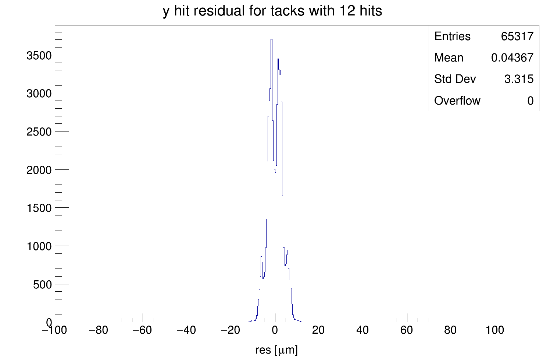 y hit residual for tacks with 12 hits
Entries 65317
Mean 0.04367
Std Dev 3.315
Overflow 0
3500
3000
2500
2000
1500
1000
500
0
−100 −80 −60 −40 −20 0 20 40 60 80 100
res [μm]